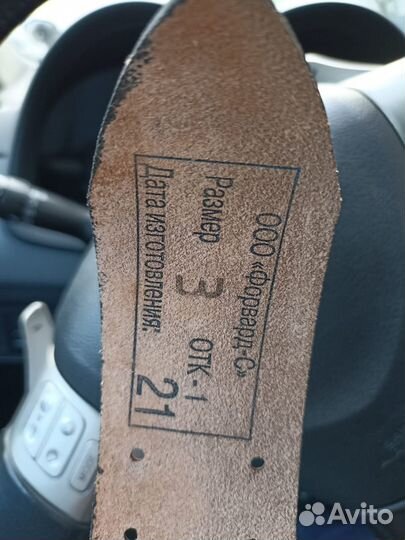 ООО «Форвард-С»
Размер 3 ОТК - 1
Дата изготовления: 21
Avito